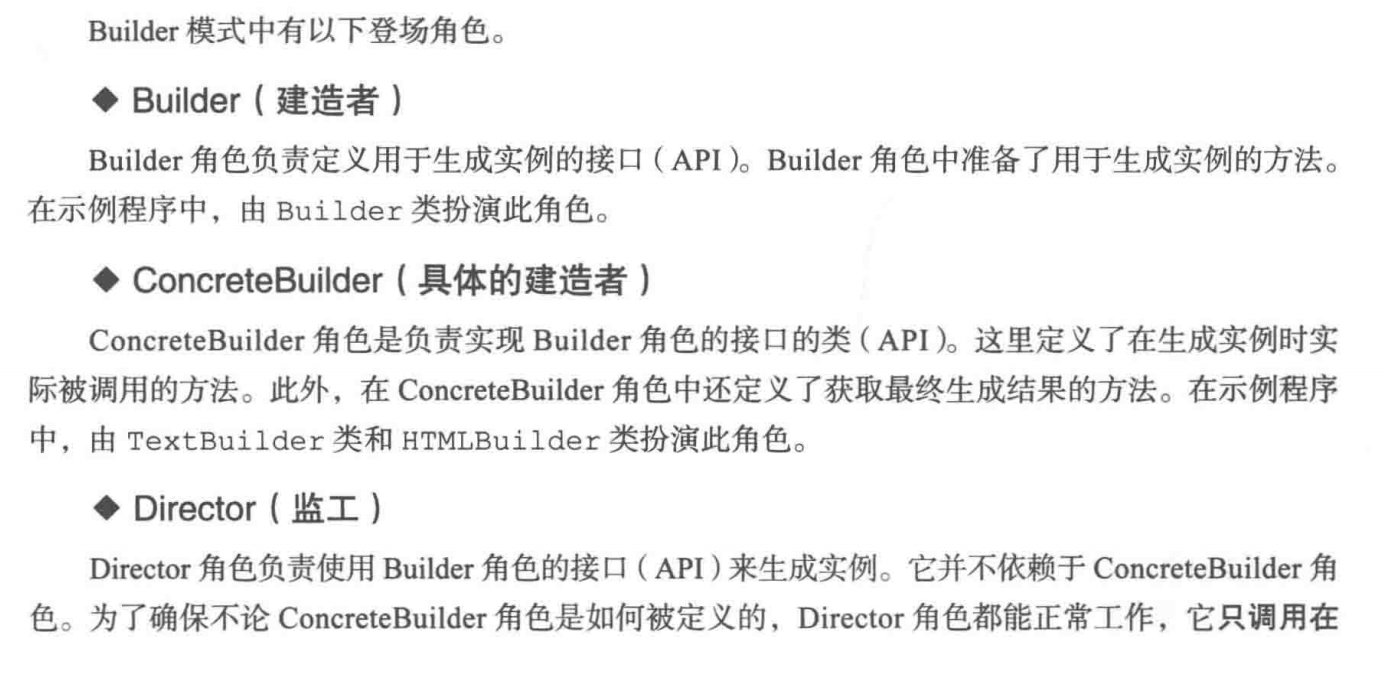 Builder 模式中有以下登场角色。
◆ Builder（建造者）
Builder 角色负责定义用于生成实例的接口（API）。Builder 角色中准备了用于生成实例的方法。
在示例程序中，由 Builder 类扮演此角色。
◆ ConcreteBuilder（具体的建造者）
ConcreteBuilder 角色是负责实现 Builder 角色的接口的类（API）。这里定义了在生成实例时实
际被调用的方法。此外，在 ConcreteBuilder 角色中还定义了获取最终生成结果的方法。在示例程序
中，由 TextBuilder 类和 HTMLBuilder 类扮演此角色。
◆ Director（监工）
Director 角色负责使用 Builder 角色的接口（API）来生成实例。它并不依赖于 ConcreteBuilder 角
色。为了确保不论 ConcreteBuilder 角色是如何被定义的，Director 角色都能正常工作，它只调用在